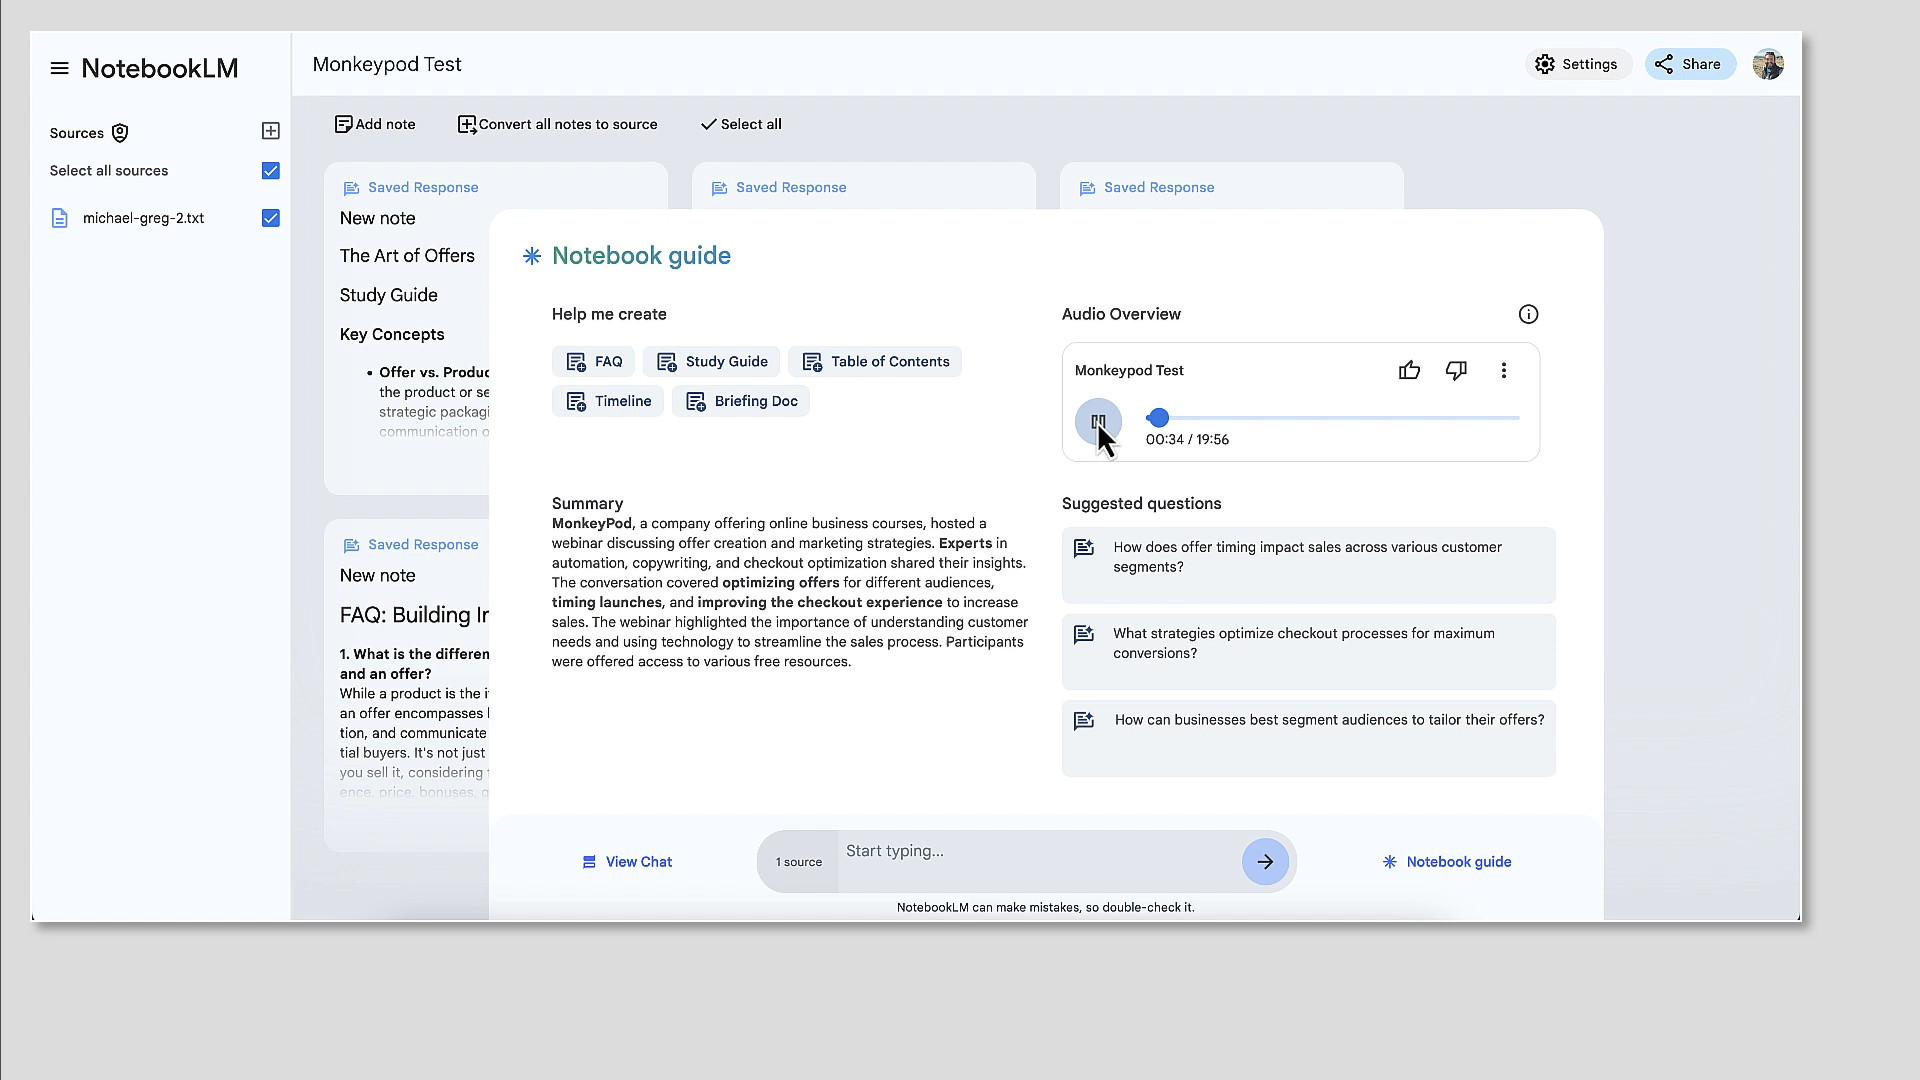 NotebookLM
Monkeypod Test
Settings
Share
Sources
Select all sources
michael-greg-2.txt
Add note
Convert all notes to source
Select all
Saved Response
New note
The Art of Offers
Study Guide
Key Concepts
• Offer vs. Produc
the product or se
strategic packagi
communication o
Saved Response
Saved Response
Saved Response
New note
FAQ: Building Ir
1. What is the differen
and an offer?
While a product is the i
an offer encompasses
tion, and communicate
tial buyers. It's not just
you sell it, considering
ence, price, bonuses,
Notebook guide
Help me create
FAQ
Study Guide
Table of Contents
Timeline
Briefing Doc
Summary
MonkeyPod, a company offering online business courses, hosted a
webinar discussing offer creation and marketing strategies. Experts in
automation, copywriting, and checkout optimization shared their insights.
The conversation covered optimizing offers for different audiences,
timing launches, and improving the checkout experience to increase
sales. The webinar highlighted the importance of understanding customer
needs and using technology to streamline the sales process. Participants
were offered access to various free resources.
Audio Overview
Monkeypod Test
00:34 / 19:56
Suggested questions
How does offer timing impact sales across various customer
segments?
What strategies optimize checkout processes for maximum
conversions?
How can businesses best segment audiences to tailor their offers?
View Chat
1 source
Start typing...
Notebook guide
NotebookLM can make mistakes, so double-check it.